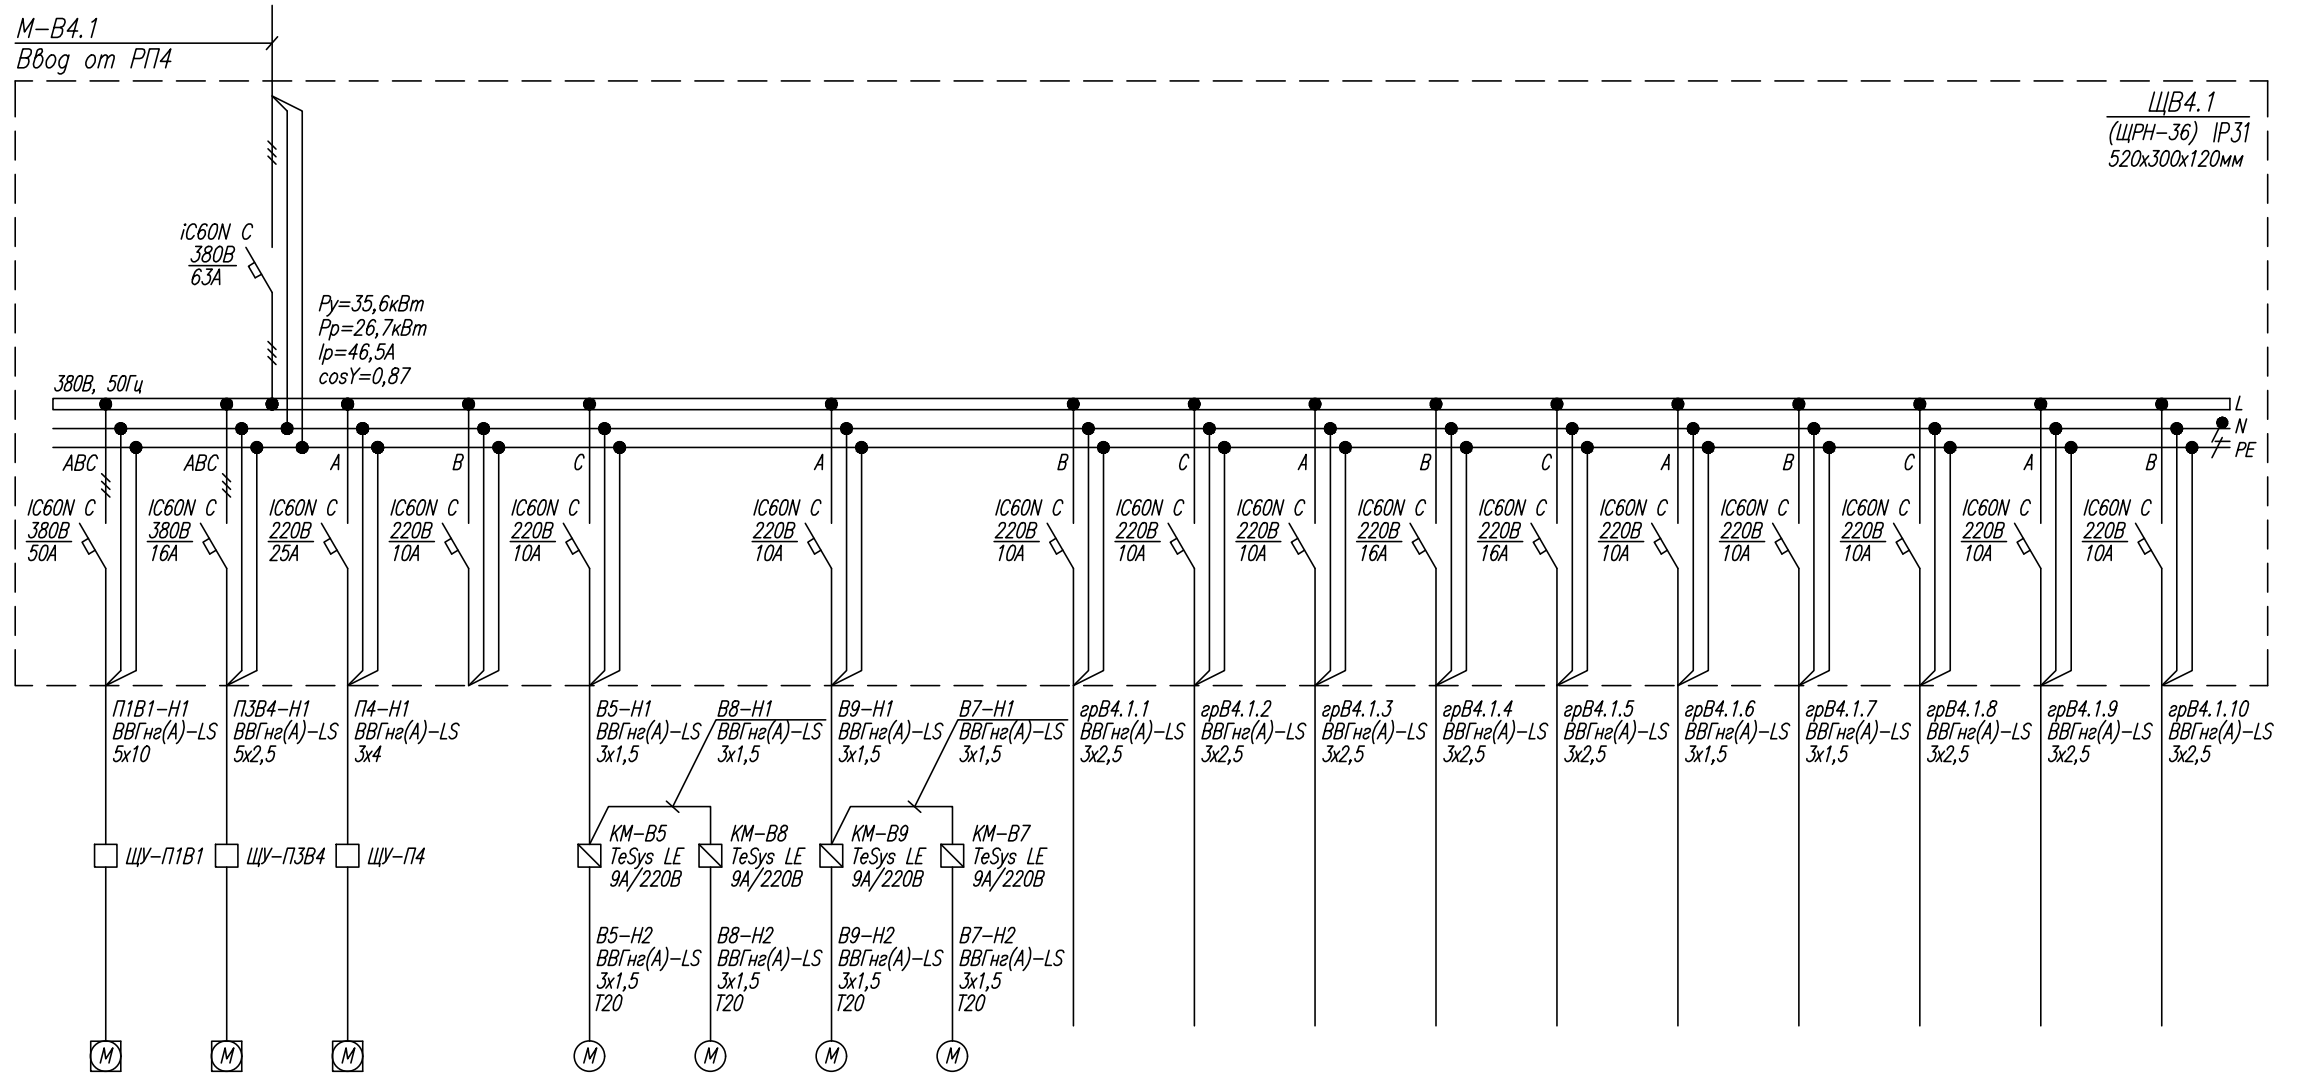 М-В4.1
Ввод от РП4
ЩВ4.1
(ЩРН-36) IP31
520х300х120мм
iC60N C
380В
63А
Ру=35,6кВт
Рр=26,7кВт
Iр=46,5А
cosY=0,87
380В, 50Гц
L
N
PE
ABC
ABC
A
B
C
A
B
C
A
B
C
A
B
C
A
B
IC60N C
380В
50А
IC60N C
380В
16А
IC60N C
220В
25А
IC60N C
220В
10А
IC60N C
220В
10А
IC60N C
220В
10А
IC60N C
220В
10А
IC60N C
220В
10А
IC60N C
220В
10А
IC60N C
220В
16А
IC60N C
220В
16А
IC60N C
220В
10А
IC60N C
220В
10А
IC60N C
220В
10А
IC60N C
220В
10А
IC60N C
220В
10А
П1В1-Н1
ВВГнг(А)-LS
5х10
П3В4-Н1
ВВГнг(А)-LS
5х2,5
П4-Н1
ВВГнг(А)-LS
3х4
В5-Н1
ВВГнг(А)-LS
3х1,5
В8-Н1
ВВГнг(А)-LS
3х1,5
В9-Н1
ВВГнг(А)-LS
3х1,5
В7-Н1
ВВГнг(А)-LS
3х1,5
грВ4.1.1
ВВГнг(А)-LS
3х2,5
грВ4.1.2
ВВГнг(А)-LS
3х2,5
грВ4.1.3
ВВГнг(А)-LS
3х2,5
грВ4.1.4
ВВГнг(А)-LS
3х2,5
грВ4.1.5
ВВГнг(А)-LS
3х2,5
грВ4.1.6
ВВГнг(А)-LS
3х1,5
грВ4.1.7
ВВГнг(А)-LS
3х1,5
грВ4.1.8
ВВГнг(А)-LS
3х2,5
грВ4.1.9
ВВГнг(А)-LS
3х2,5
грВ4.1.10
ВВГнг(А)-LS
3х2,5
ЩУ-П1В1
ЩУ-П3В4
ЩУ-П4
КМ-В5
TeSys LE
9А/220В
КМ-В8
TeSys LE
9А/220В
КМ-В9
TeSys LE
9А/220В
КМ-В7
TeSys LE
9А/220В
В5-Н2
ВВГнг(А)-LS
3х1,5
Т20
В8-Н2
ВВГнг(А)-LS
3х1,5
Т20
В9-Н2
ВВГнг(А)-LS
3х1,5
Т20
В7-Н2
ВВГнг(А)-LS
3х1,5
Т20
М
М
М
М
М
М
М